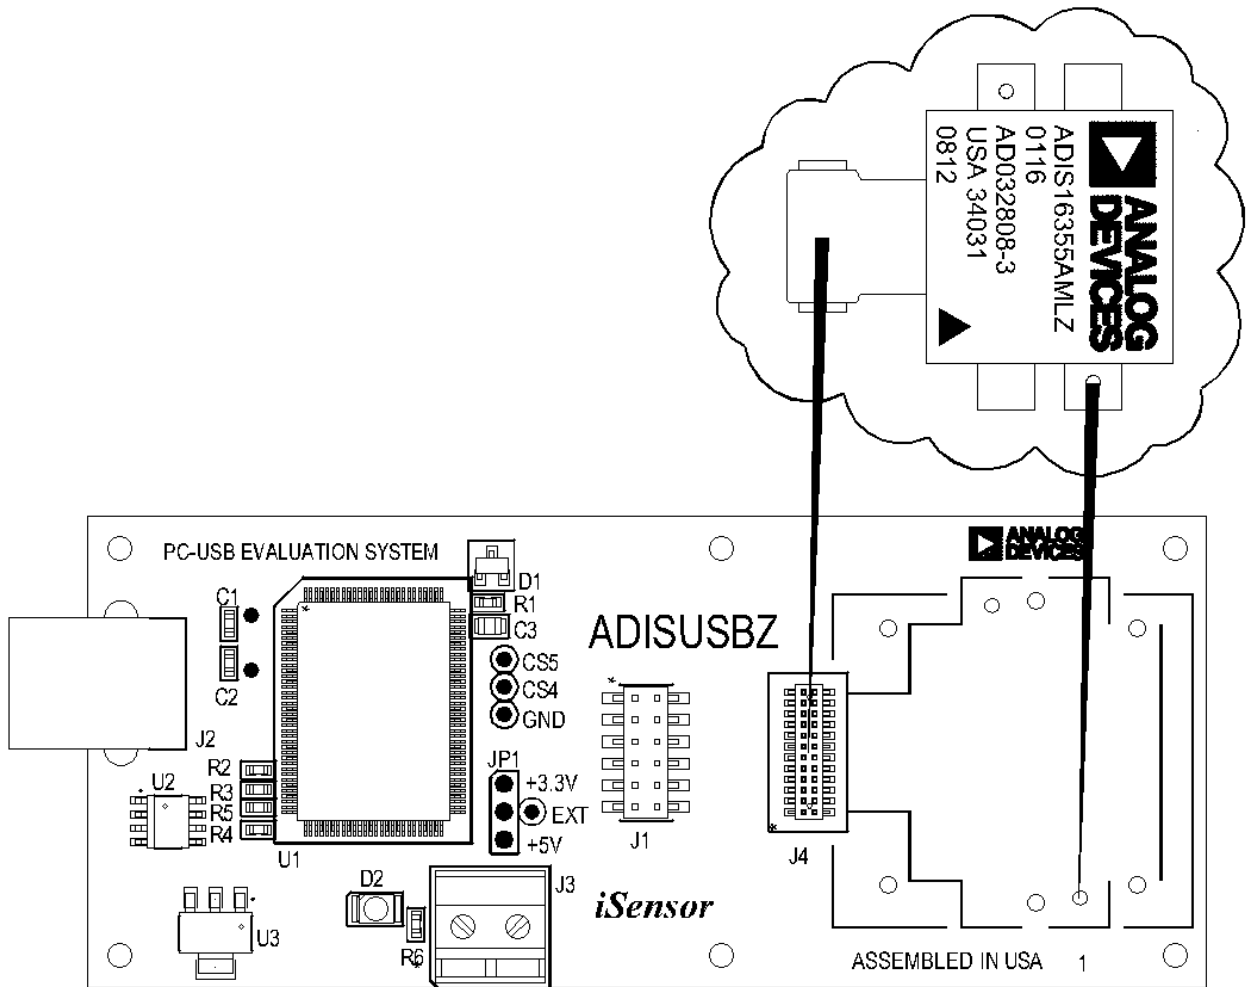 ANALOG
DEVICES
ADIS16355AMLZ
0116
AD032808-3
USA 34031
0812
PC-USB EVALUATION SYSTEM
ANALOG
DEVICES
D1
C1
R1
C3
ADISUSBZ
CS5
CS4
C2
GND
J2
JP1
R2
+3.3V
U2
R3
R5
EXT
R4
+5V
J1
J4
U1
D2
J3
iSensor
U3
R6
ASSEMBLED IN USA 1